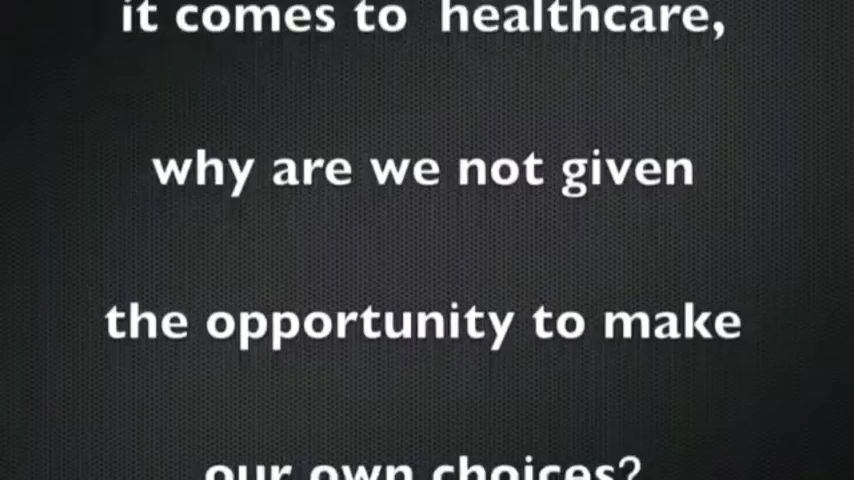 it comes to  healthcare,
why are we not given
the opportunity to make
our own choices?